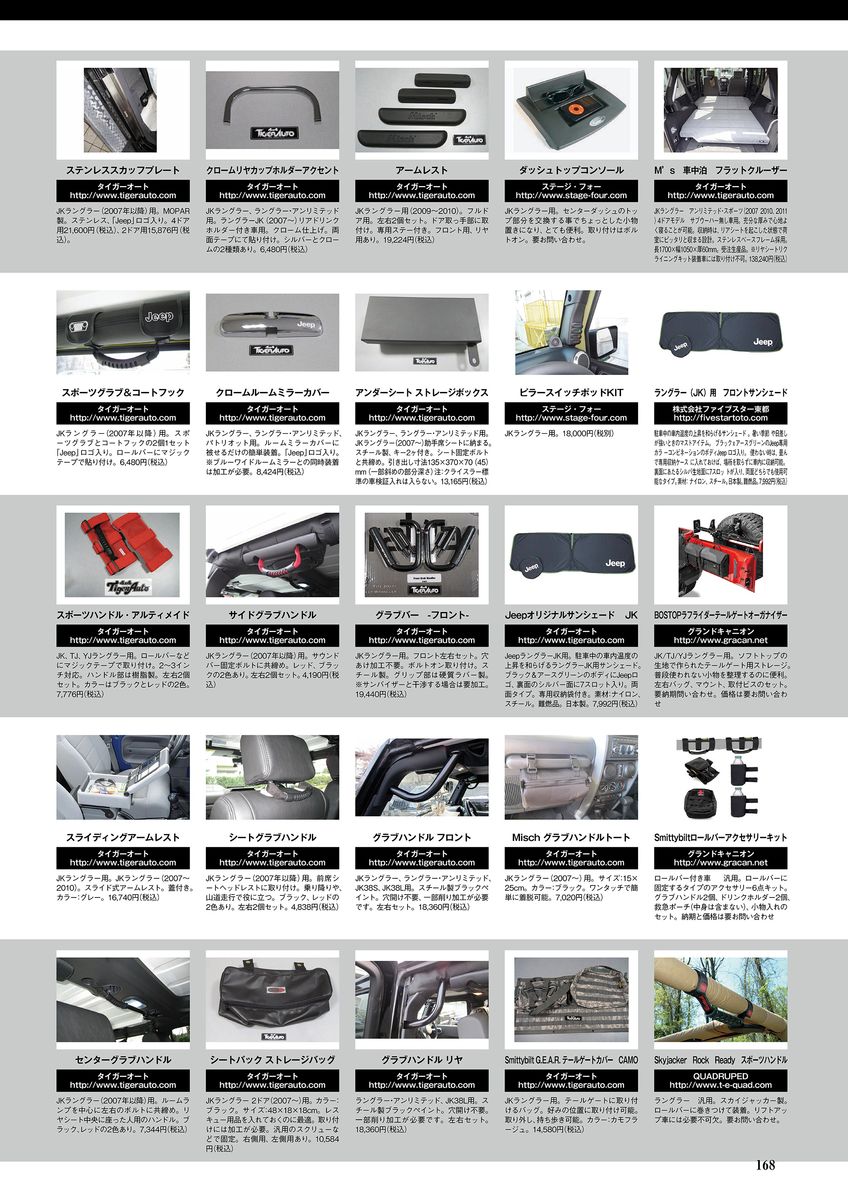 ステンレススカッフプレート
タイガーオート
http://www.tigerauto.com
JKラングラー(2007年以降)用。MOPAR
製。ステンレス、「Jeep」ロゴ入り。4ドア
用21,600円(税込)、2ドア用15,876円(税
込)。
クロームリヤカップホルダーアクセント
タイガーオート
http://www.tigerauto.com
JKラングラー、ラングラー・アンリミテッド
用。ラングラーJK(2007〜)リアドリンク
ホルダー付き車用。クローム仕上げ。両
面テープにて貼り付け。シルバーとクロー
ムの2種類あり。6,480円(税込)
アームレスト
タイガーオート
http://www.tigerauto.com
JKラングラー用(2009〜2010)。フルド
ア用。左右2個セット。ドア取っ手部に取
付け。専用ステー付き。フロント用、リヤ
用あり。19,224円(税込)
ダッシュトップコンソール
ステージ・フォー
http://www.stage-four.com
JKラングラー用。センターダッシュのトッ
プ部分を交換する事でちょっとした小物
置きになり、とても便利。取り付けはボル
トオン。要お問い合わせ。
M's 車中泊 フラットクルーザー
タイガーオート
http://www.tigerauto.com
JKラングラー アンリミテッド・スポーツ(2007 2010、2011
)4ドアモデル サブウーハー無し車用。充分な厚みで心地よ
く寝ることが可能。収納時は、リアシートを起こした状態で荷
室にピッタリと収まる設計。ステンレスベースフレーム採用。
長1700×幅1050×厚60mm。受注生産品。※リヤシートリク
ライニングキット装着車には取り付け不可。138,240円(税込)
Jeep
スポーツグラブ&コートフック
タイガーオート
http://www.tigerauto.com
JKラングラー(2007年以降)用。スポ
ーツグラブとコートフックの2個1セット
「Jeep」ロゴ入り。ロールバーにマジック
テープで貼り付け。6,480円(税込)
Jeep
クロームルームミラーカバー
タイガーオート
http://www.tigerauto.com
JKラングラー、ラングラー・アンリミテッド、
パトリオット用。ルームミラーカバーに
被せるだけの簡単装着。「Jeep」ロゴ入り。
※ブルーワイドルームミラーとの同時装着
は加工が必要。8,424円(税込)
アンダーシート ストレージボックス
タイガーオート
http://www.tigerauto.com
JKラングラー、ラングラー・アンリミテッド用。
JKラングラー(2007〜)助手席シートに納まる。
スチール製、キー2ヶ付き。シート固定ボルト
と共締め。引き出し寸法135×370×70(45)
mm(一部斜めの部分深さ)注:クライスラー標
準の車検証入れは入らない。13,165円(税込)
ピラースイッチポッドKIT
ステージ・フォー
http://www.stage-four.com
JKラングラー用。18,000円(税別)
Jeep
ラングラー(JK)用 フロントサンシェード
株式会社ファイブスター東都
http://fivestartoto.com
駐車中の車内温度の上昇を和らげるサンシェード。暑い季節や日差し
が強いときのマストアイテム。ブラック&アースグリーンのJeep専用
カラーコンビネーションのボディJeepロゴ入り。使わない時は、畳ん
で専用収納ケースに入れておけば、場所を取らずに車内に収納可能。
裏面にあたるシルバ生地面に7スロットが入り、両面どちらでも使用可
能なタイプ。素材:ナイロン、スチール。日本製。難燃品。7,992円(税込)
スポーツハンドル・アルティメイド
タイガーオート
http://www.tigerauto.com
JK、TJ、YJラングラー用。ロールバーなど
にマジックテープで取り付け。2〜3イン
チ対応。ハンドル部は樹脂製。左右2個
セット。カラーはブラックとレッドの2色。
7,776円(税込)
サイドグラブハンドル
タイガーオート
http://www.tigerauto.com
JKラングラー(2007年以降)用。サウンド
バー固定ボルトに共締め。レッド、ブラッ
クの2色あり。左右2個セット。4,190円(税
込)
グラブバー -フロント-
タイガーオート
http://www.tigerauto.com
JKラングラー用。フロント左右セット。穴
あけ加工不要。ボルトオン取り付け。ス
チール製。グリップ部は硬質ラバー製。
※サンバイザーと干渉する場合は要加工。
19,440円(税込)
Jeep
Jeepオリジナルサンシェード JK
タイガーオート
http://www.tigerauto.com
JeepラングラーJK用。駐車中の車内温度の
上昇を和らげるラングラーJK用サンシェード。
ブラック&アースグリーンのボディにJeepロ
ゴ、裏面のシルバー面に7スロット入り。両
面タイプ。専用収納袋付き。素材:ナイロン、
スチール。難燃品。日本製。7,992円(税込)
BOSTOPラフライダーテールゲートオーガナイザー
グランドキャニオン
http://www.gracan.net
JK/TJ/YJラングラー用。ソフトトップの
生地で作られたテールゲート用ストレージ。
普段使わない小物を整理するのに便利。
左右バッグ、マウント、取付ビスのセット。
要納期問い合わせ。価格は要お問い合わ
せ
スライディングアームレスト
タイガーオート
http://www.tigerauto.com
JKラングラー用。JKラングラー(2007〜
2010)。スライド式アームレスト。蓋付き。
カラー:グレー。16,740円(税込)
シートグラブハンドル
タイガーオート
http://www.tigerauto.com
JKラングラー(2007年以降)用。前席シ
ートヘッドレストに取り付け。乗り降りや、
山道走行で役に立つ。ブラック、レッドの
2色あり。左右2個セット。4,838円(税込)
グラブハンドル フロント
タイガーオート
http://www.tigerauto.com
JKラングラー、ラングラー・アンリミテッド、
JK38S、JK38L用。スチール製ブラックペ
イント。穴開け不要、一部削り加工が必要
です。左右セット。18,360円(税込)
Misch グラブハンドルトート
タイガーオート
http://www.tigerauto.com
JKラングラー(2007〜)用。サイズ:15×
25cm。カラー:ブラック。ワンタッチで簡
単に着脱可能。7,020円(税込)
Smittybiltロールバーアクセサリーキット
グランドキャニオン
http://www.gracan.net
ロールバー付き車 汎用。ロールバーに
固定するタイプのアクセサリー6点キット。
グラブハンドル2個、ドリンクホルダー2個、
救急ポーチ(中身は含まない)、小物入れの
セット。納期と価格は要お問い合わせ
センターグラブハンドル
タイガーオート
http://www.tigerauto.com
JKラングラー(2007年以降)用。ルームラ
ンプを中心に左右のボルトに共締め。リ
ヤシート中央に座った人用のハンドル。ブ
ラック、レッドの2色あり。7,344円(税込)
シートバック ストレージバッグ
タイガーオート
http://www.tigerauto.com
JKラングラー 2ドア(2007〜)用。カラー:
ブラック。サイズ:48×18×18cm。レス
キュー用品を入れておくのに最適。取り付
けには加工が必要。汎用のスクリューな
どで固定。右側用、左側用あり。10,584
円(税込)
グラブハンドル リヤ
タイガーオート
http://www.tigerauto.com
ラングラー・アンリミテッド、JK38L用。ス
チール製ブラックペイント。穴開け不要。
一部削り加工が必要です。左右セット。
18,360円(税込)
Smittybilt G.E.A.R. テールゲートカバー CAMO
タイガーオート
http://www.tigerauto.com
JKラングラー用。テールゲートに取り付
けるバッグ。好みの位置に取り付け可能。
取り外し、持ち歩き可能。カラー:カモフラ
ージュ。14,580円(税込)
Skyjacker Rock Ready スポーツハンドル
QUADRUPED
http://www.t-e-quad.com
ラングラー 汎用。スカイジャッカー製。
ロールバーに巻きつけて装着。リフトアッ
プ車には必要不可欠。要お問い合わせ。
168